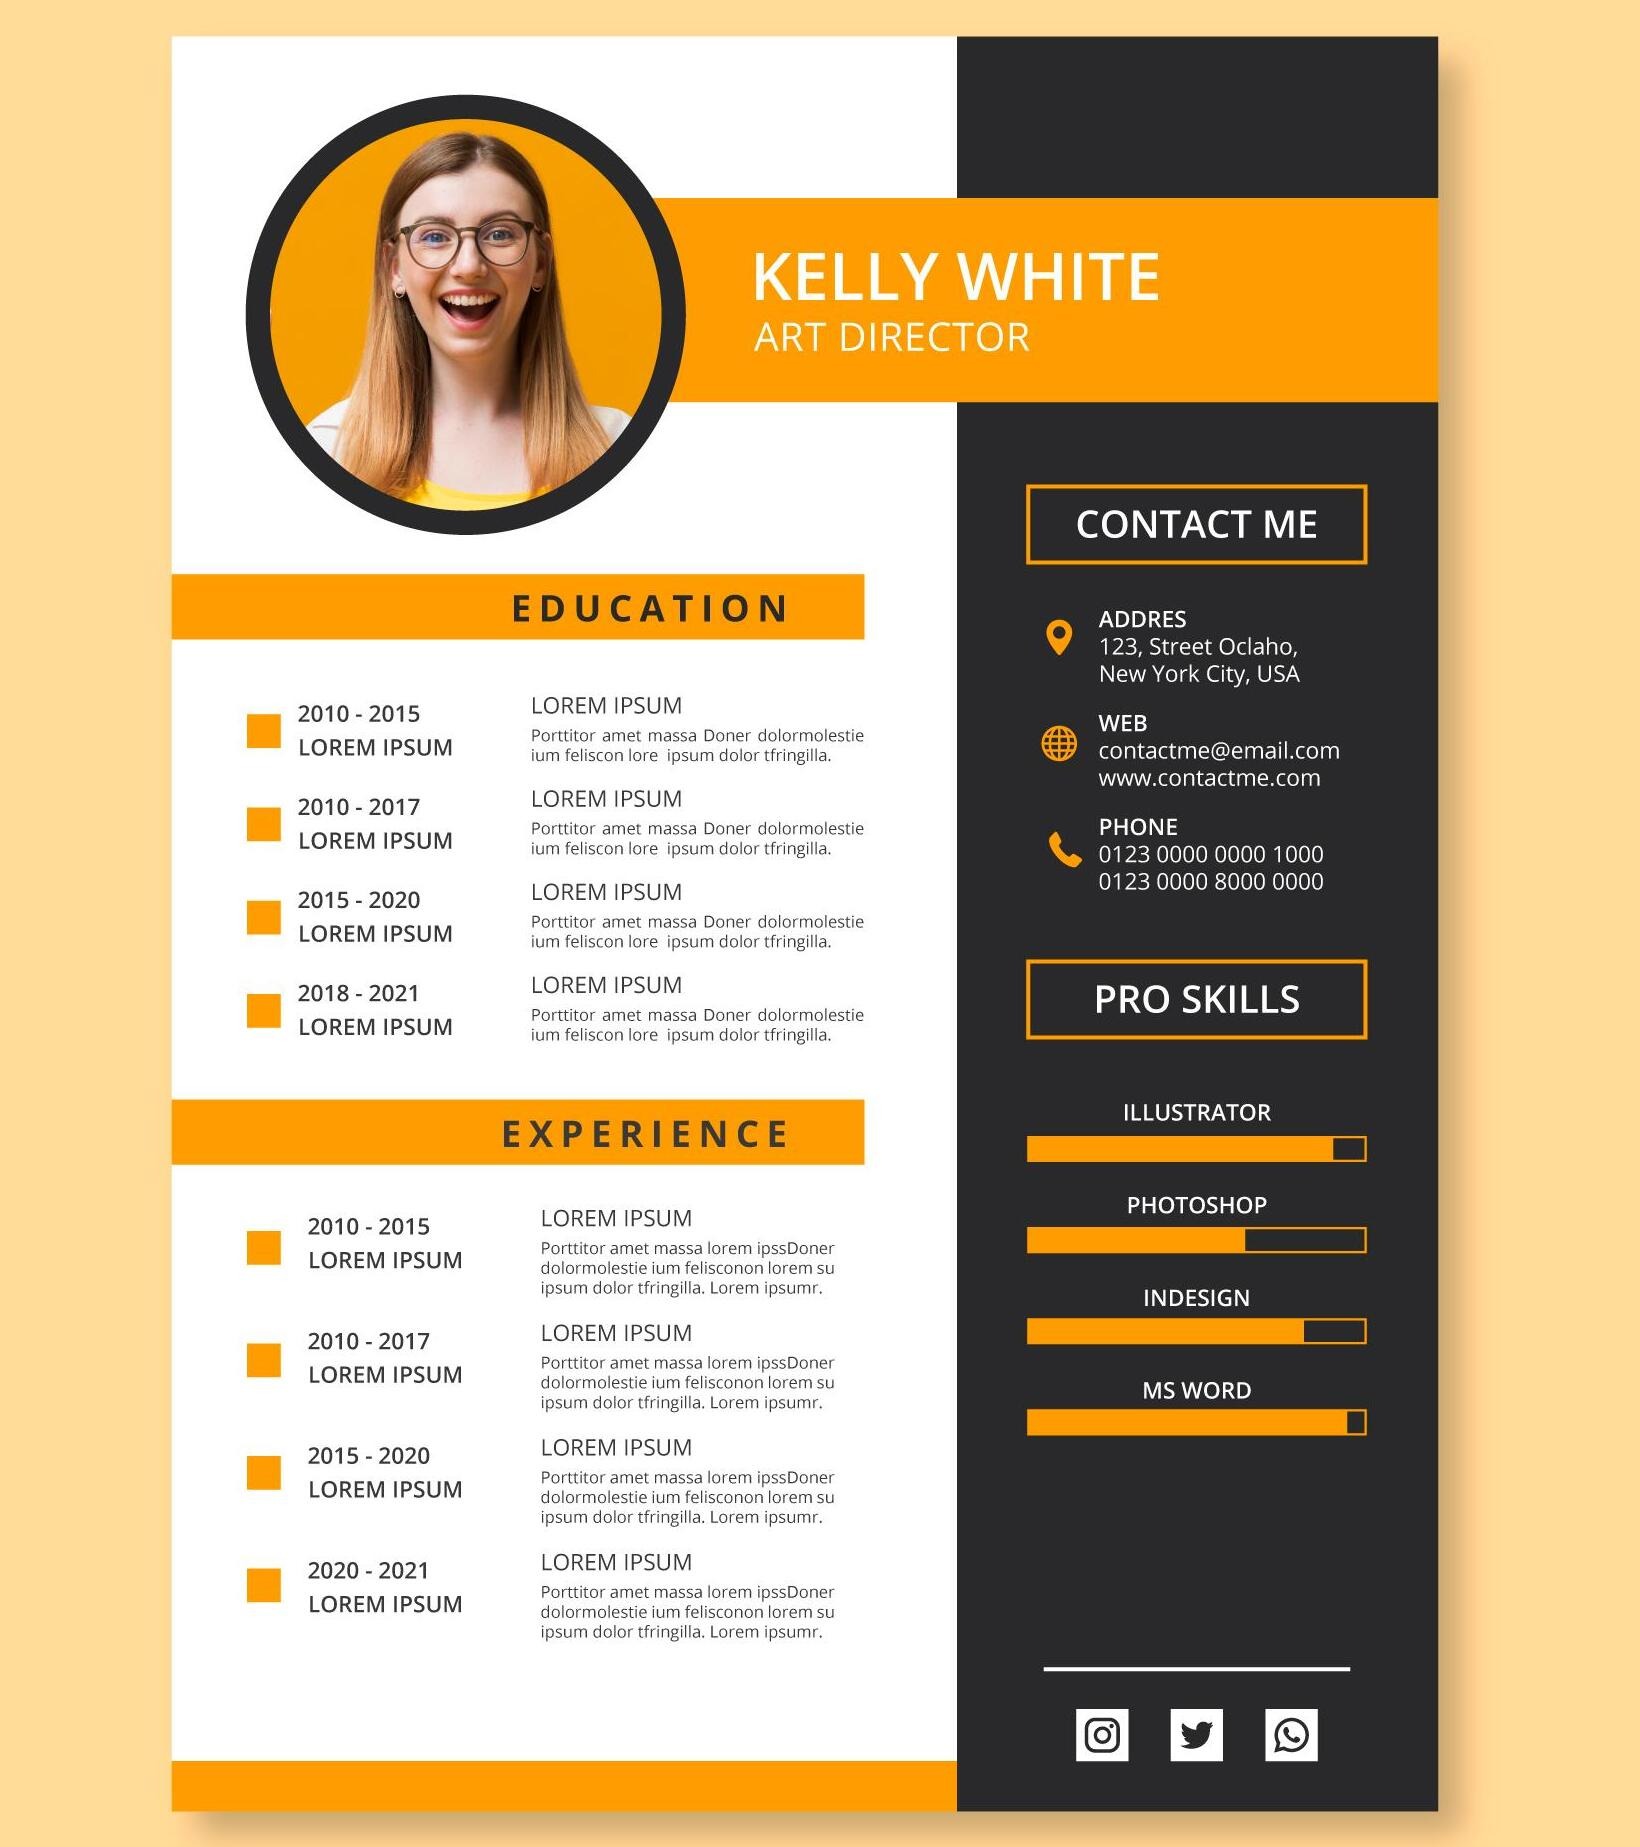 KELLY WHITE
ART DIRECTOR
EDUCATION
2010 - 2015
LOREM IPSUM
LOREM IPSUM
Porttitor amet massa Doner dolormolestie
ium feliscon lore ipsum dolor tfringilla.
2010 - 2017
LOREM IPSUM
LOREM IPSUM
Porttitor amet massa Doner dolormolestie
ium feliscon lore ipsum dolor tfringilla.
2015 - 2020
LOREM IPSUM
LOREM IPSUM
Porttitor amet massa Doner dolormolestie
ium feliscon lore ipsum dolor tfringilla.
2018 - 2021
LOREM IPSUM
LOREM IPSUM
Porttitor amet massa Doner dolormolestie
ium feliscon lore ipsum dolor tfringilla.
EXPERIENCE
2010 - 2015
LOREM IPSUM
LOREM IPSUM
Porttitor amet massa lorem ipssDoner
dolormolestie ium felisconon lorem su
ipsum dolor tfringilla. Lorem ipsumr.
2010 - 2017
LOREM IPSUM
LOREM IPSUM
Porttitor amet massa lorem ipssDoner
dolormolestie ium felisconon lorem su
ipsum dolor tfringilla. Lorem ipsumr.
2015 - 2020
LOREM IPSUM
LOREM IPSUM
Porttitor amet massa lorem ipssDoner
dolormolestie ium felisconon lorem su
ipsum dolor tfringilla. Lorem ipsumr.
2020 - 2021
LOREM IPSUM
LOREM IPSUM
Porttitor amet massa lorem ipssDoner
dolormolestie ium felisconon lorem su
ipsum dolor tfringilla. Lorem ipsumr.
CONTACT ME
ADDRES
123, Street Oclaho,
New York City, USA
WEB
contactme@email.com
www.contactme.com
PHONE
0123 0000 0000 1000
0123 0000 8000 0000
PRO SKILLS
ILLUSTRATOR
PHOTOSHOP
INDESIGN
MS WORD